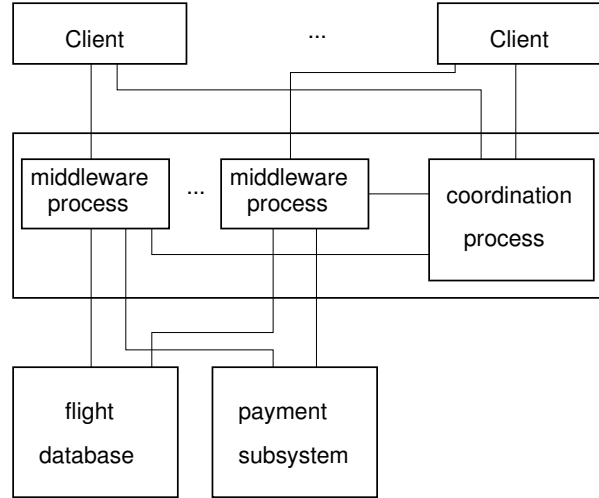 Client
...
Client
middleware
process
...
middleware
process
coordination
process
flight
database
payment
subsystem